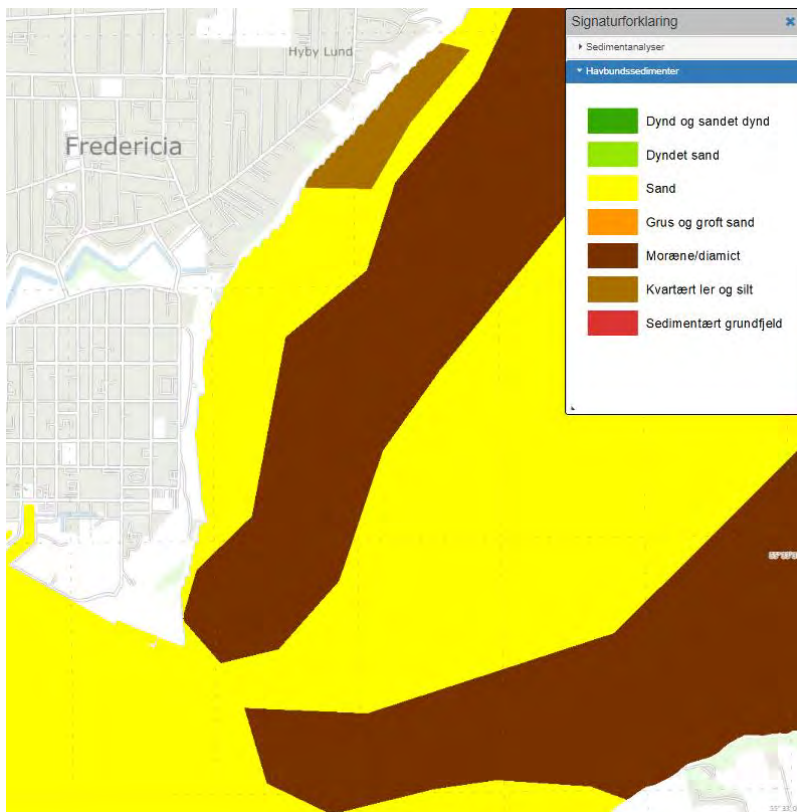 Signaturforklaring
Sedimentanalyser
Havbundssedimenter
Dynd og sandet dynd
Dyndet sand
Sand
Grus og groft sand
Moræne/diamict
Kvartært ler og silt
Sedimentært grundfjeld
Hyby Lund
Fredericia